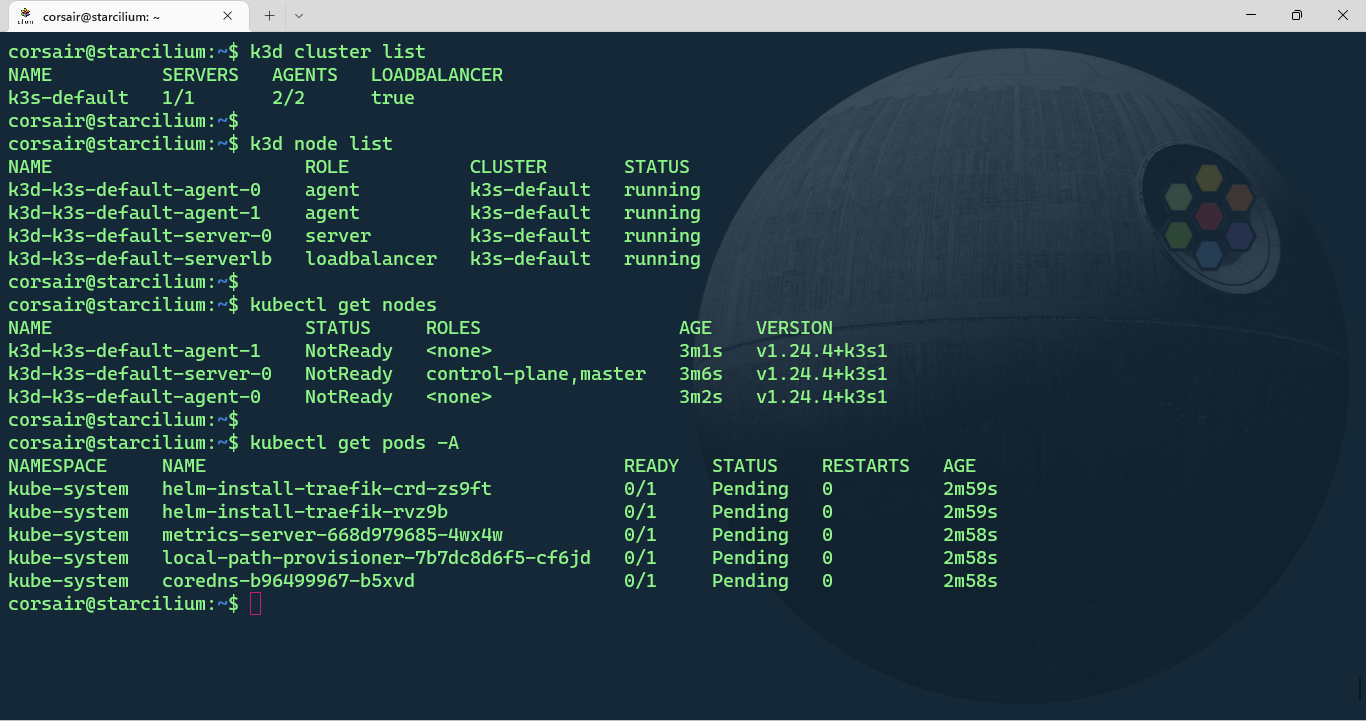 corsair@starcilium: ~
corsair@starcilium:~$ k3d cluster list
NAME          SERVERS   AGENTS   LOADBALANCER
k3s-default   1/1       2/2      true
corsair@starcilium:~$
corsair@starcilium:~$ k3d node list
NAME                       ROLE           CLUSTER       STATUS
k3d-k3s-default-agent-0    agent          k3s-default   running
k3d-k3s-default-agent-1    agent          k3s-default   running
k3d-k3s-default-server-0   server         k3s-default   running
k3d-k3s-default-serverlb   loadbalancer   k3s-default   running
corsair@starcilium:~$
corsair@starcilium:~$ kubectl get nodes
NAME                       STATUS     ROLES                  AGE    VERSION
k3d-k3s-default-agent-1    NotReady   <none>                 3m1s   v1.24.4+k3s1
k3d-k3s-default-server-0   NotReady   control-plane,master   3m6s   v1.24.4+k3s1
k3d-k3s-default-agent-0    NotReady   <none>                 3m2s   v1.24.4+k3s1
corsair@starcilium:~$
corsair@starcilium:~$ kubectl get pods -A
NAMESPACE     NAME                                      READY   STATUS    RESTARTS   AGE
kube-system   helm-install-traefik-crd-zs9ft            0/1     Pending   0          2m59s
kube-system   helm-install-traefik-rvz9b                0/1     Pending   0          2m59s
kube-system   metrics-server-668d979685-4wx4w           0/1     Pending   0          2m58s
kube-system   local-path-provisioner-7b7dc8d6f5-cf6jd   0/1     Pending   0          2m58s
kube-system   coredns-b96499967-b5xvd                   0/1     Pending   0          2m58s
corsair@starcilium:~$